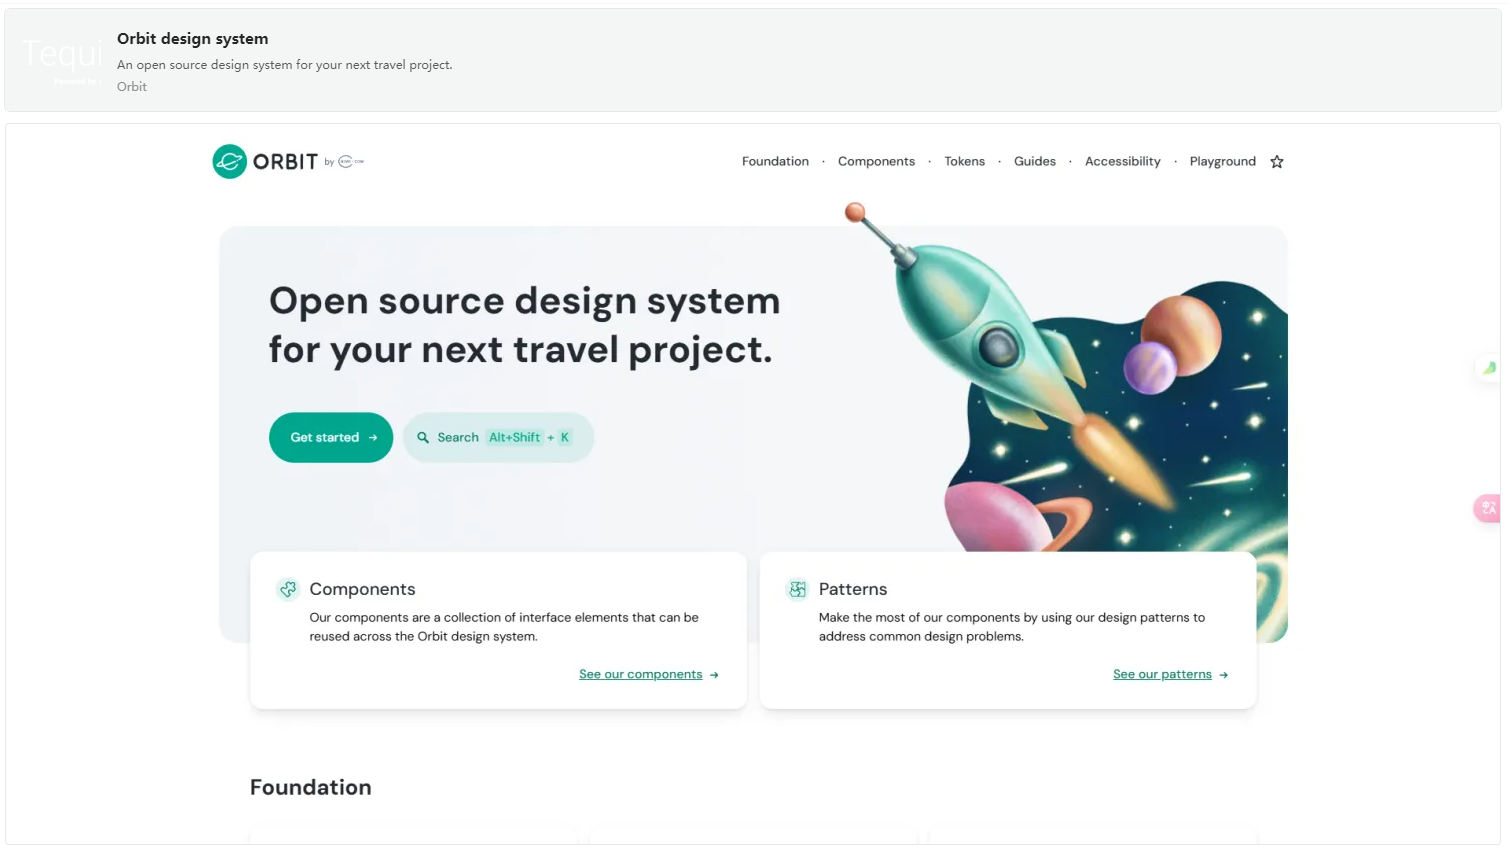 Tequi
Orbit design system
An open source design system for your next travel project.
Orbit
ORBIT by
Foundation · Components · Tokens · Guides · Accessibility · Playground
Open source design system
for your next travel project.
Get started →
Search Alt+Shift + K
Components
Our components are a collection of interface elements that can be
reused across the Orbit design system.
See our components →
Patterns
Make the most of our components by using our design patterns to
address common design problems.
See our patterns →
Foundation